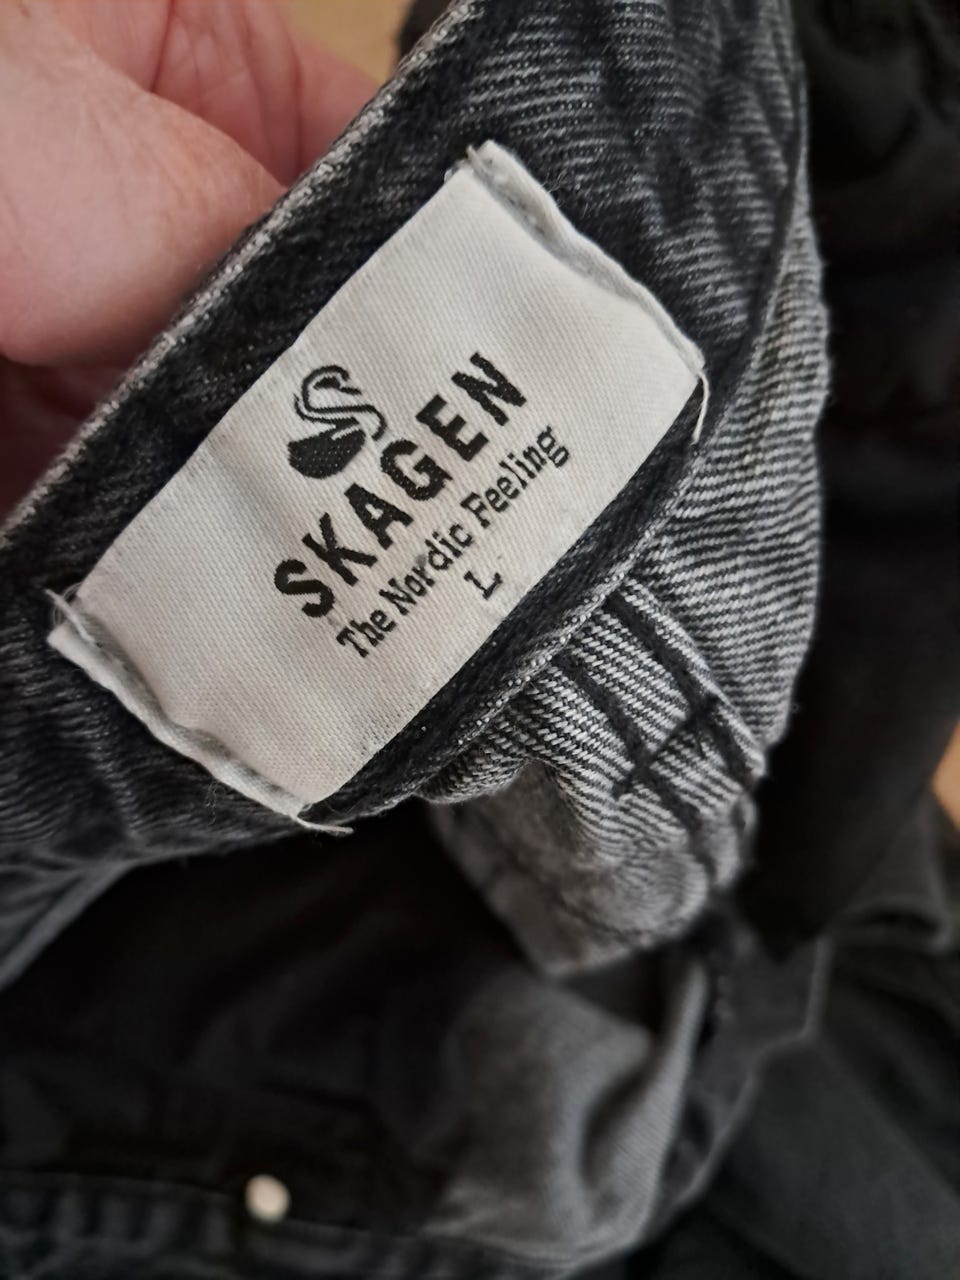 SKAGEN
The Nordic Feeling
L